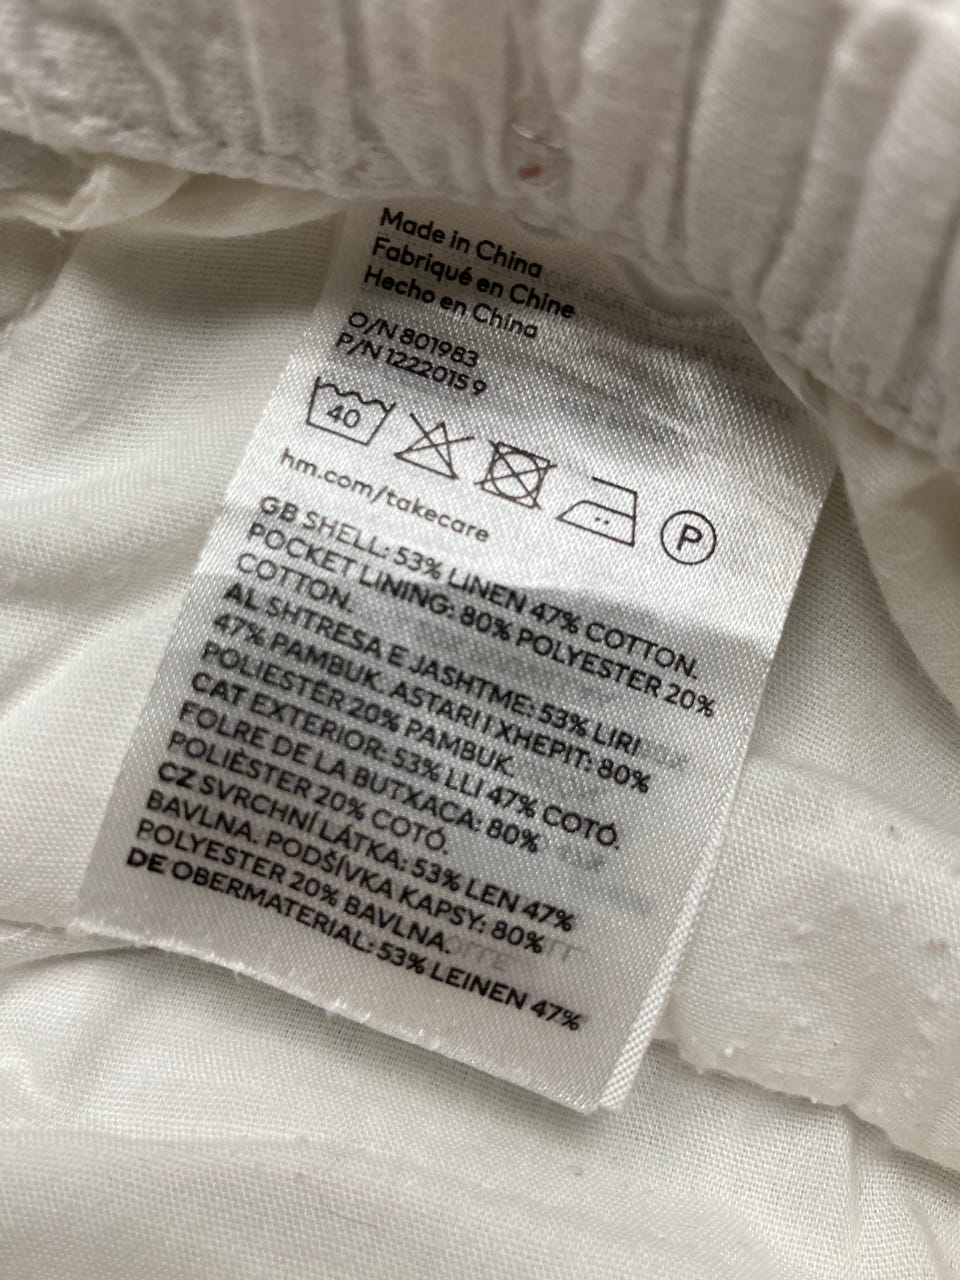 Made in China
Fabriqué en Chine
Hecho en China
O/N 801983
P/N 1222015 9
40
P
hm.com/takecare
GB SHELL: 53% LINEN 47% COTTON.
POCKET LINING: 80% POLYESTER 20%
COTTON.
AL SHTRESA E JASHTME: 53% LIRI
47% PAMBUK. ASTARI I XHEPIT: 80%
POLIESTËR 20% PAMBUK.
CAT EXTERIOR: 53% LLI 47% COTÓ.
FOLRE DE LA BUTXACA: 80%
POLIÈSTER 20% COTÓ.
CZ SVRCHNÍ LÁTKA: 53% LEN 47%
BAVLNA. PODŠÍVKA KAPSY: 80%
POLYESTER 20% BAVLNA.
DE OBERMATERIAL: 53% LEINEN 47%